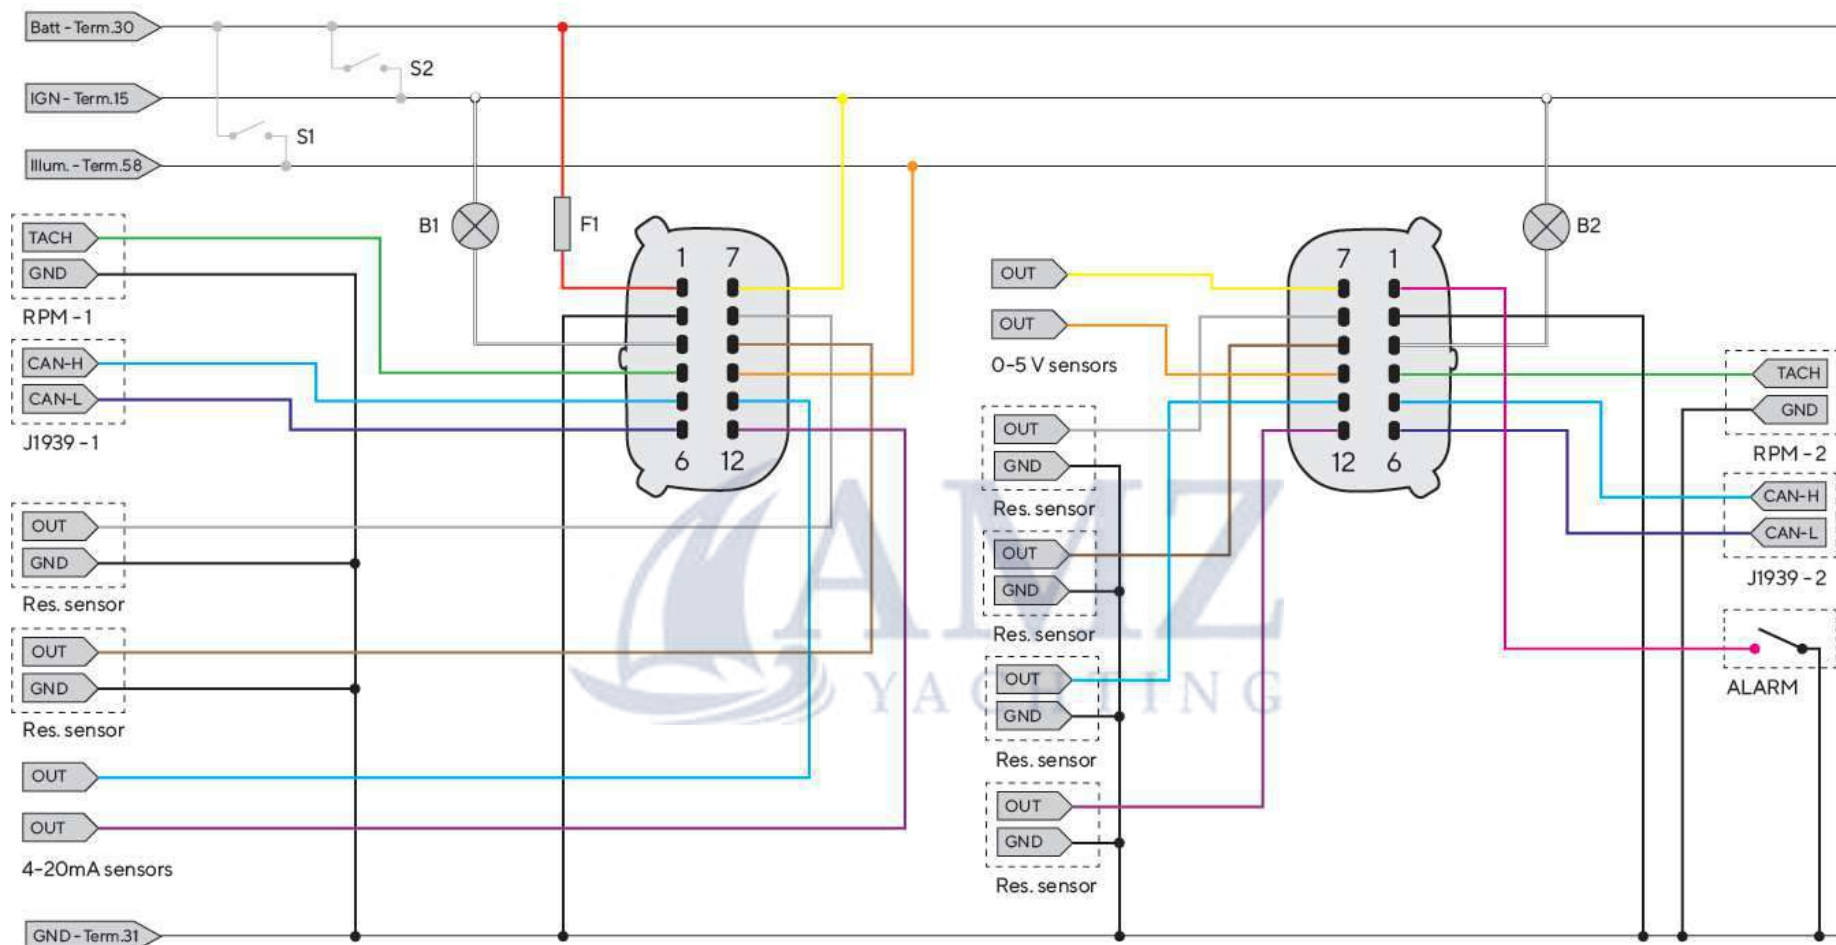 Batt - Term.30
S2
IGN - Term.15
S1
Illum. - Term.58
TACH
GND
RPM - 1
CAN-H
CAN-L
J1939 - 1
OUT
GND
Res. sensor
OUT
GND
Res. sensor
OUT
OUT
4-20mA sensors
GND - Term.31
B1
F1
1 7
6 12
OUT
OUT
0-5 V sensors
OUT
GND
Res. sensor
OUT
GND
Res. sensor
OUT
GND
Res. sensor
OUT
GND
Res. sensor
7 1
12 6
B2
TACH
GND
RPM - 2
CAN-H
CAN-L
J1939 - 2
ALARM
AMZ
YACHTING